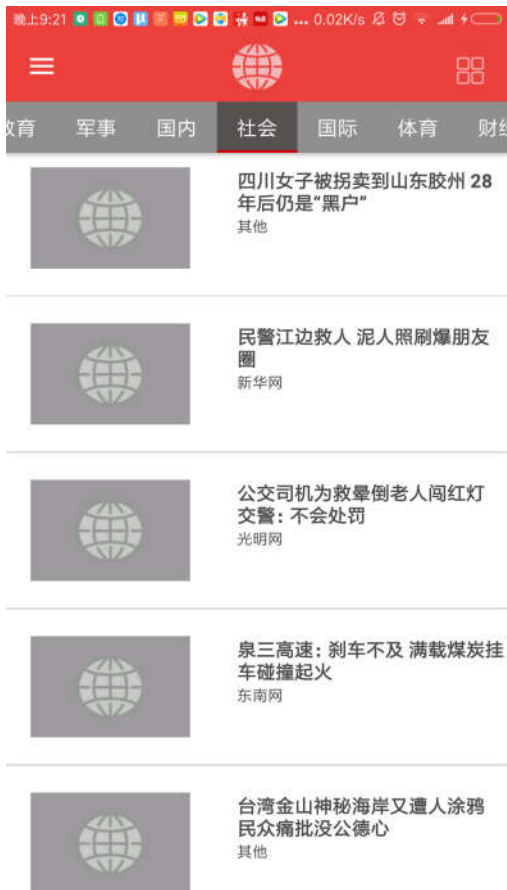 晚上9:21 ... 0.02K/s
教育 军事 国内 社会 国际 体育 财经
四川女子被拐卖到山东胶州 28
年后仍是“黑户”
其他
民警江边救人 泥人照刷爆朋友
圈
新华网
公交司机为救晕倒老人闯红灯
交警：不会处罚
光明网
泉三高速：刹车不及 满载煤炭挂
车碰撞起火
东南网
台湾金山神秘海岸又遭人涂鸦
民众痛批没公德心
其他